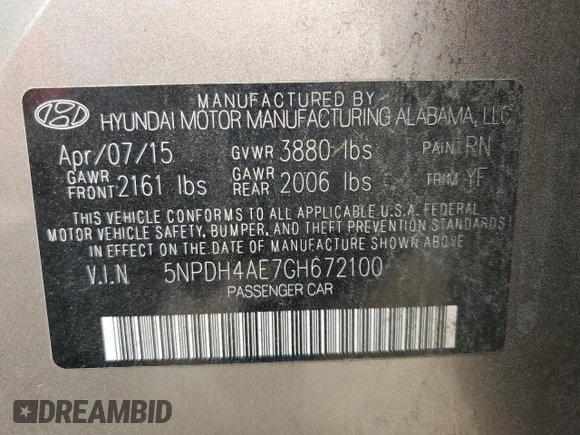 MANUFACTURED BY
HYUNDAI MOTOR MANUFACTURING ALABAMA, LLC
Apr/07/15 GVWR 3880 lbs PAINT RN
GAWR FRONT 2161 lbs GAWR REAR 2006 lbs TRIM YF
THIS VEHICLE CONFORMS TO ALL APPLICABLE U.S.A. FEDERAL
MOTOR VEHICLE SAFETY, BUMPER, AND THEFT PREVENTION STANDARDS
IN EFFECT ON THE DATE OF MANUFACTURE SHOWN ABOVE.
V.I.N 5NPDH4AE7GH672100
PASSENGER CAR
DREAMBID